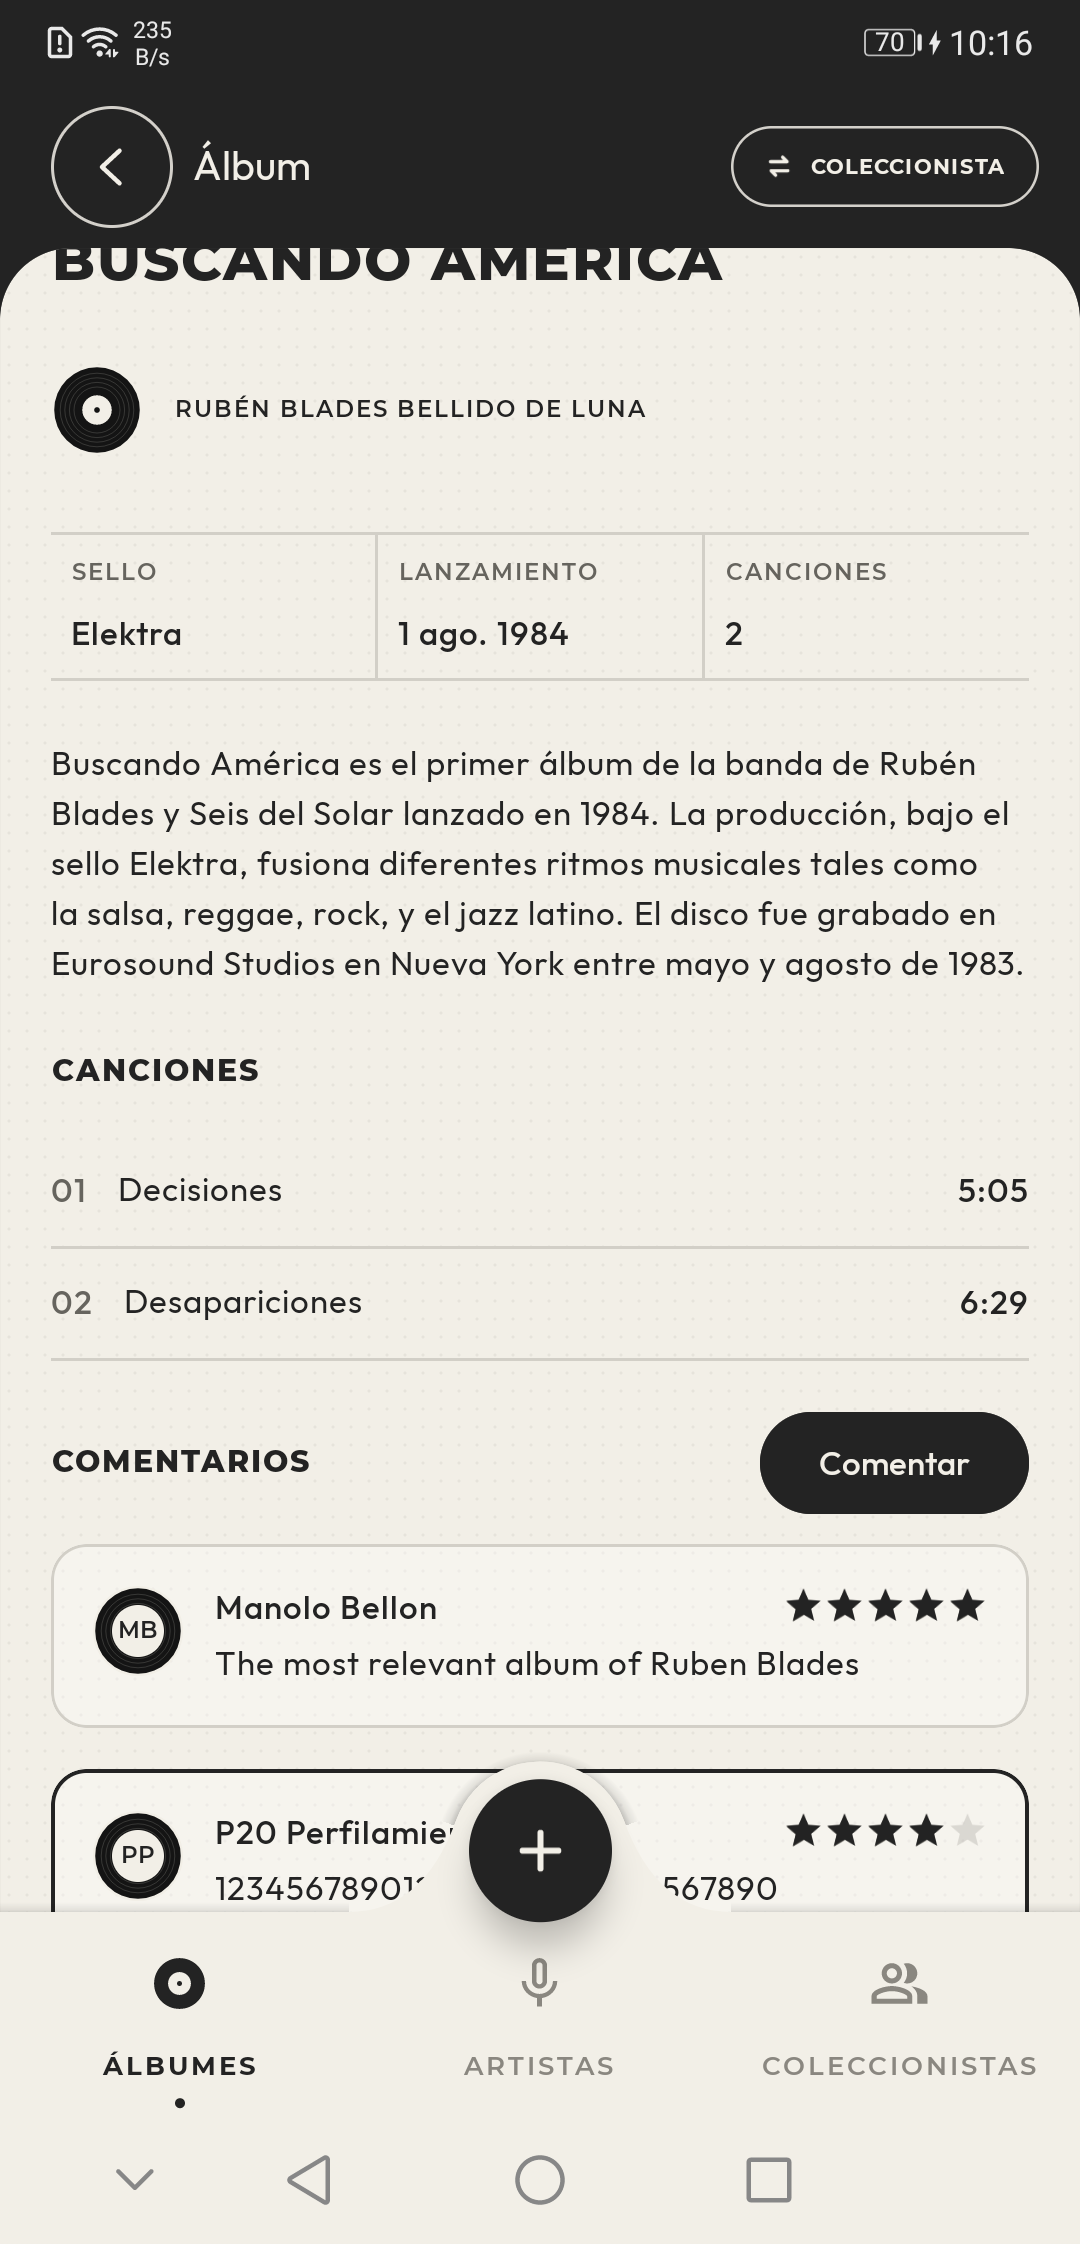 235
B/s
70
10:16
Álbum
COLECCIONISTA
BUSCANDO AMÉRICA
RUBÉN BLADES BELLIDO DE LUNA
SELLO
LANZAMIENTO
CANCIONES
Elektra
1 ago. 1984
2
Buscando América es el primer álbum de la banda de Rubén
Blades y Seis del Solar lanzado en 1984. La producción, bajo el
sello Elektra, fusiona diferentes ritmos musicales tales como
la salsa, reggae, rock, y el jazz latino. El disco fue grabado en
Eurosound Studios en Nueva York entre mayo y agosto de 1983.
CANCIONES
01 Decisiones 5:05
02 Desapariciones 6:29
COMENTARIOS
Comentar
MB
Manolo Bellon
The most relevant album of Ruben Blades
PP
P20
ÁLBUMES
ARTISTAS
COLECCIONISTAS